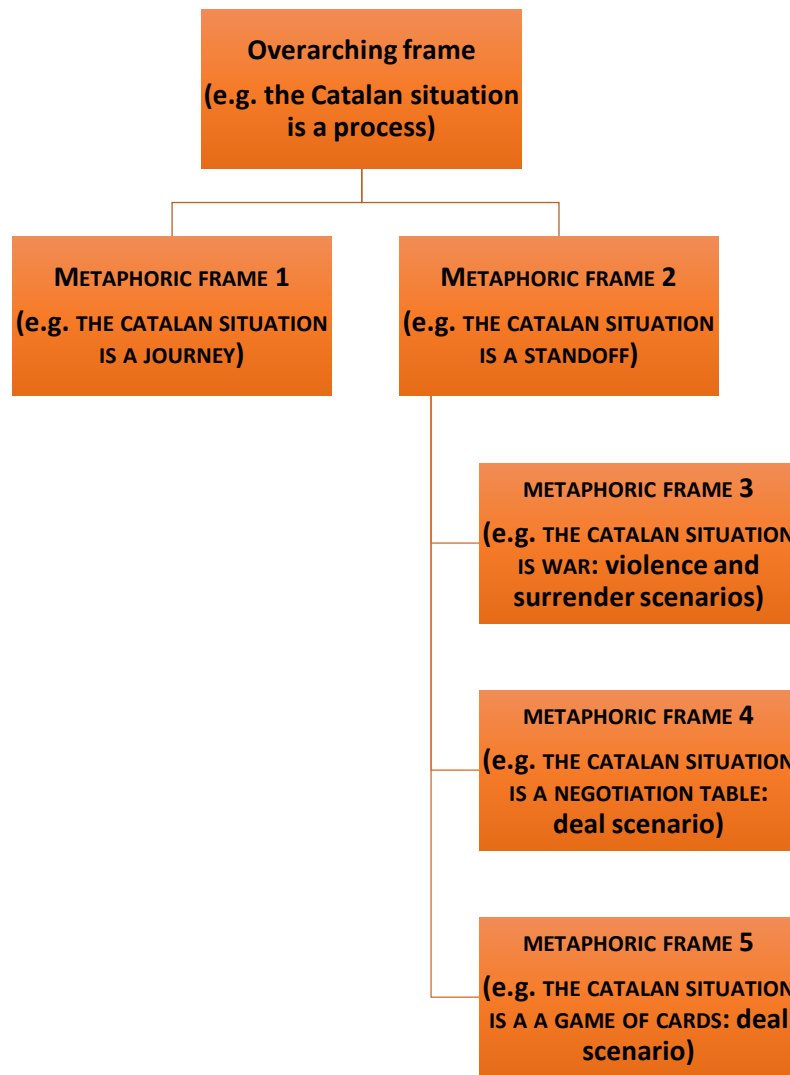 Overarching frame
(e.g. the Catalan situation
is a process)
METAPHORIC FRAME 1
(e.g. THE CATALAN SITUATION
IS A JOURNEY)
METAPHORIC FRAME 2
(e.g. THE CATALAN SITUATION
IS A STANDOFF)
METAPHORIC FRAME 3
(e.g. THE CATALAN SITUATION
IS WAR: violence and
surrender scenarios)
METAPHORIC FRAME 4
(e.g. THE CATALAN SITUATION
IS A NEGOTIATION TABLE:
deal scenario)
METAPHORIC FRAME 5
(e.g. THE CATALAN SITUATION
IS A A GAME OF CARDS: deal
scenario)